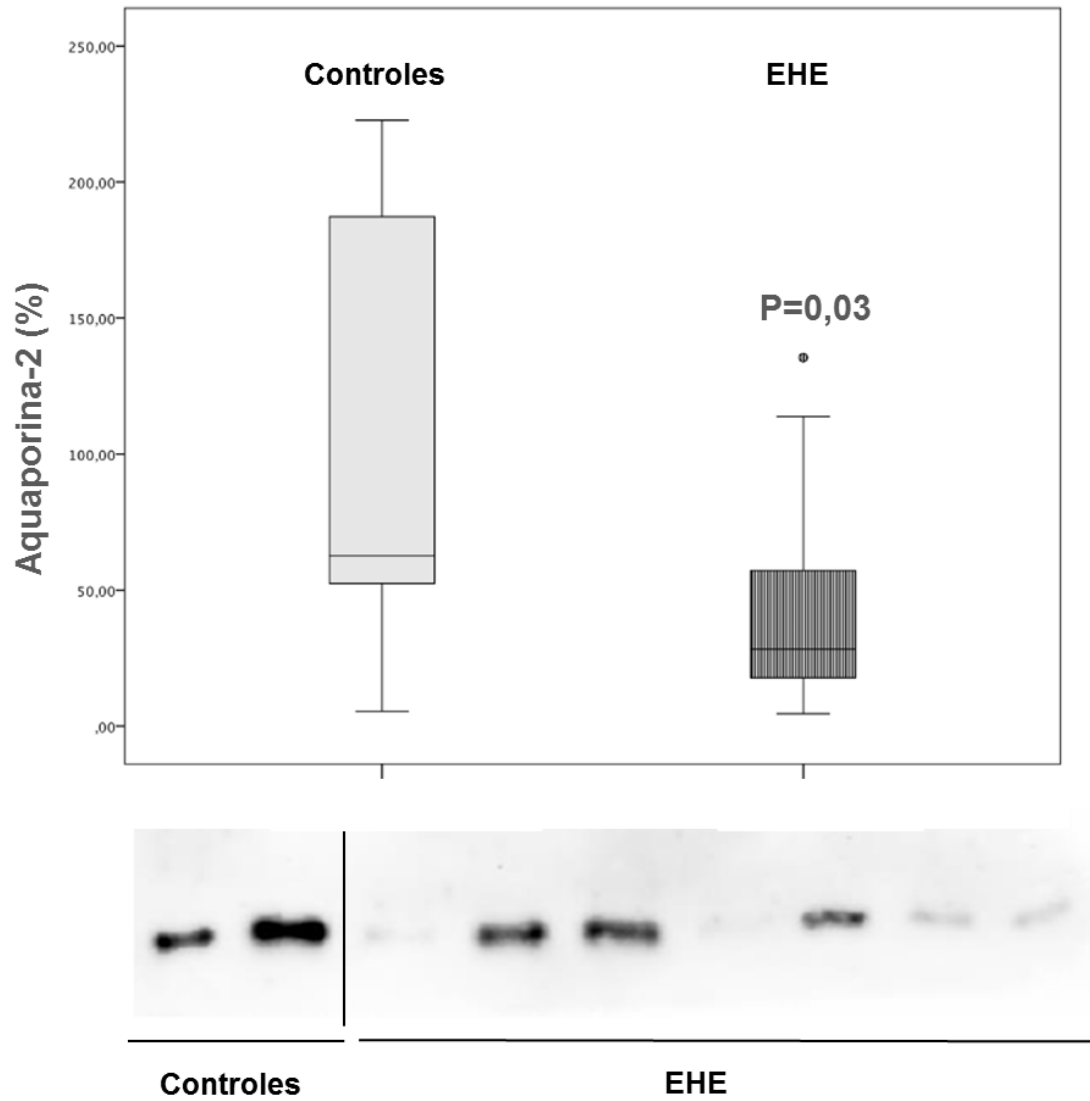 250,00
Controles
EHE
200,00
150,00
P=0,03
100,00
50,00
,00
Aquaporina-2 (%)
Controles
EHE